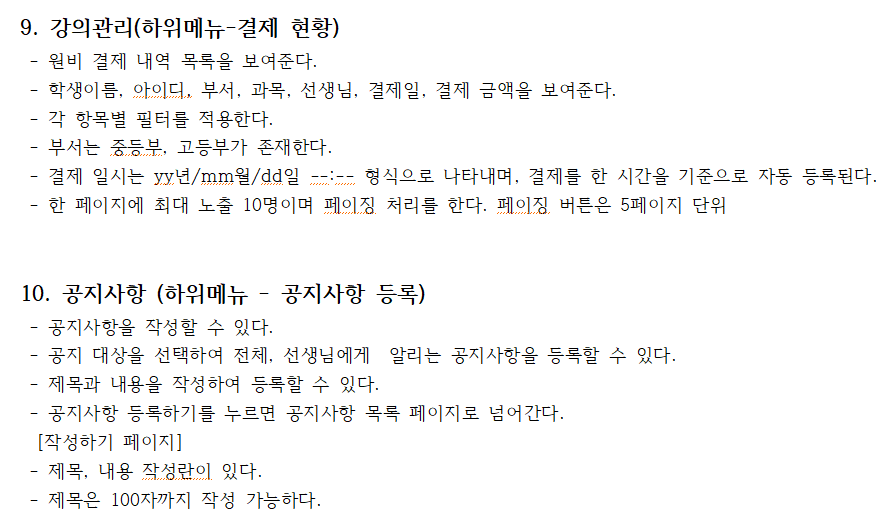 9. 강의관리(하위메뉴-결제 현황)
- 원비 결제 내역 목록을 보여준다.
- 학생이름, 아이디, 부서, 과목, 선생님, 결제일, 결제 금액을 보여준다.
- 각 항목별 필터를 적용한다.
- 부서는 중등부, 고등부가 존재한다.
- 결제 일시는 yy년/mm월/dd일 --:-- 형식으로 나타내며, 결제를 한 시간을 기준으로 자동 등록된다.
- 한 페이지에 최대 노출 10명이며 페이징 처리를 한다. 페이징 버튼은 5페이지 단위
10. 공지사항 (하위메뉴 - 공지사항 등록)
- 공지사항을 작성할 수 있다.
- 공지 대상을 선택하여 전체, 선생님에게 알리는 공지사항을 등록할 수 있다.
- 제목과 내용을 작성하여 등록할 수 있다.
- 공지사항 등록하기를 누르면 공지사항 목록 페이지로 넘어간다.
[작성하기 페이지]
- 제목, 내용 작성란이 있다.
- 제목은 100자까지 작성 가능하다.